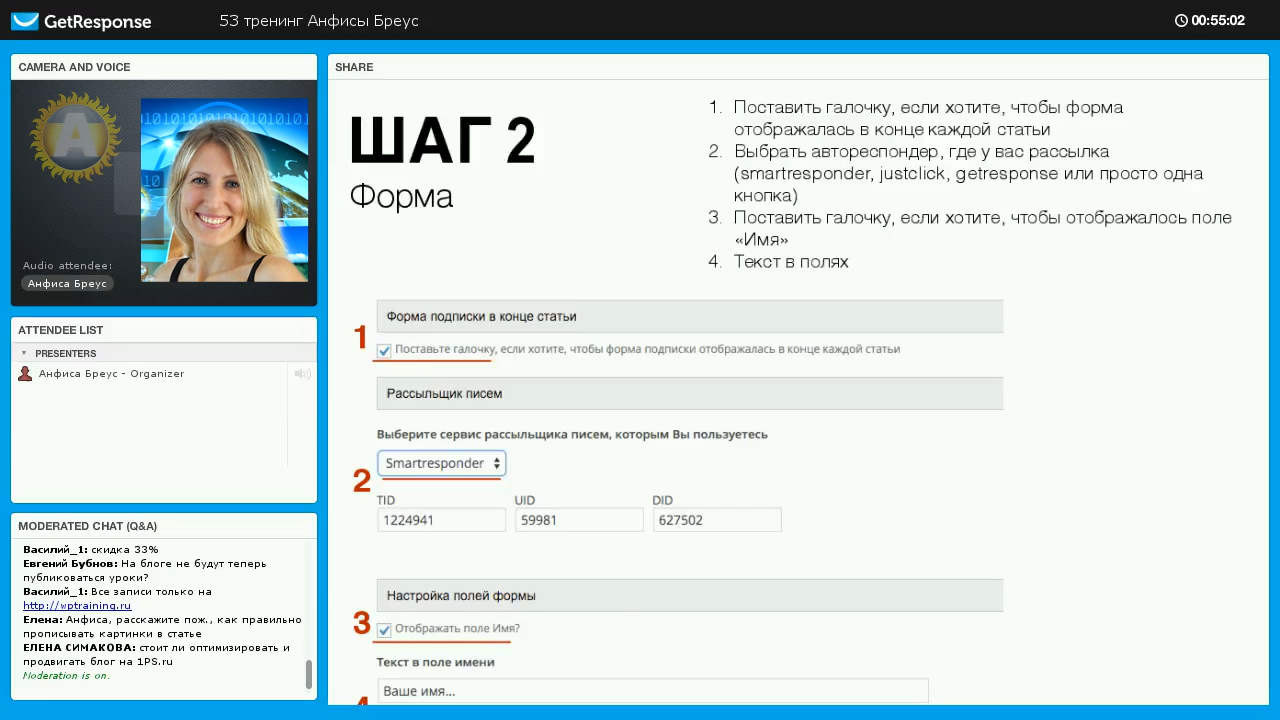 GetResponse
53 тренинг Анфисы Бреус
00:55:02
CAMERA AND VOICE
A
Audio attendee:
Анфиса Бреус
ATTENDEE LIST
PRESENTERS
Анфиса Бреус - Organizer
MODERATED CHAT (Q&A)
Василий_1: скидка 33%
Евгений Бубнов: На блоге не будут теперь
публиковаться уроки?
Василий_1: Все записи только на
http://wptraining.ru
Елена: Анфиса, расскажите пож., как правильно
прописывать картинки в статье
ЕЛЕНА СИМАКОВА: стоит ли оптимизировать и
продвигать блог на 1PS.ru
Moderation is on.
SHARE
ШАГ 2
Форма
1. Поставить галочку, если хотите, чтобы форма
отображалась в конце каждой статьи
2. Выбрать автореспондер, где у вас рассылка
(smartresponder, justclick, getresponse или просто одна
кнопка)
3. Поставить галочку, если хотите, чтобы отображалось поле
«Имя»
4. Текст в полях
1
Форма подписки в конце статьи
Поставьте галочку, если хотите, чтобы форма подписки отображалась в конце каждой статьи
Рассыльщик писем
Выберите сервис рассыльщика писем, которым Вы пользуетесь
2
Smartresponder
TID UID DID
1224941 59981 627502
Настройка полей формы
3
Отображать поле Имя?
Текст в поле имени
4
Ваше имя...